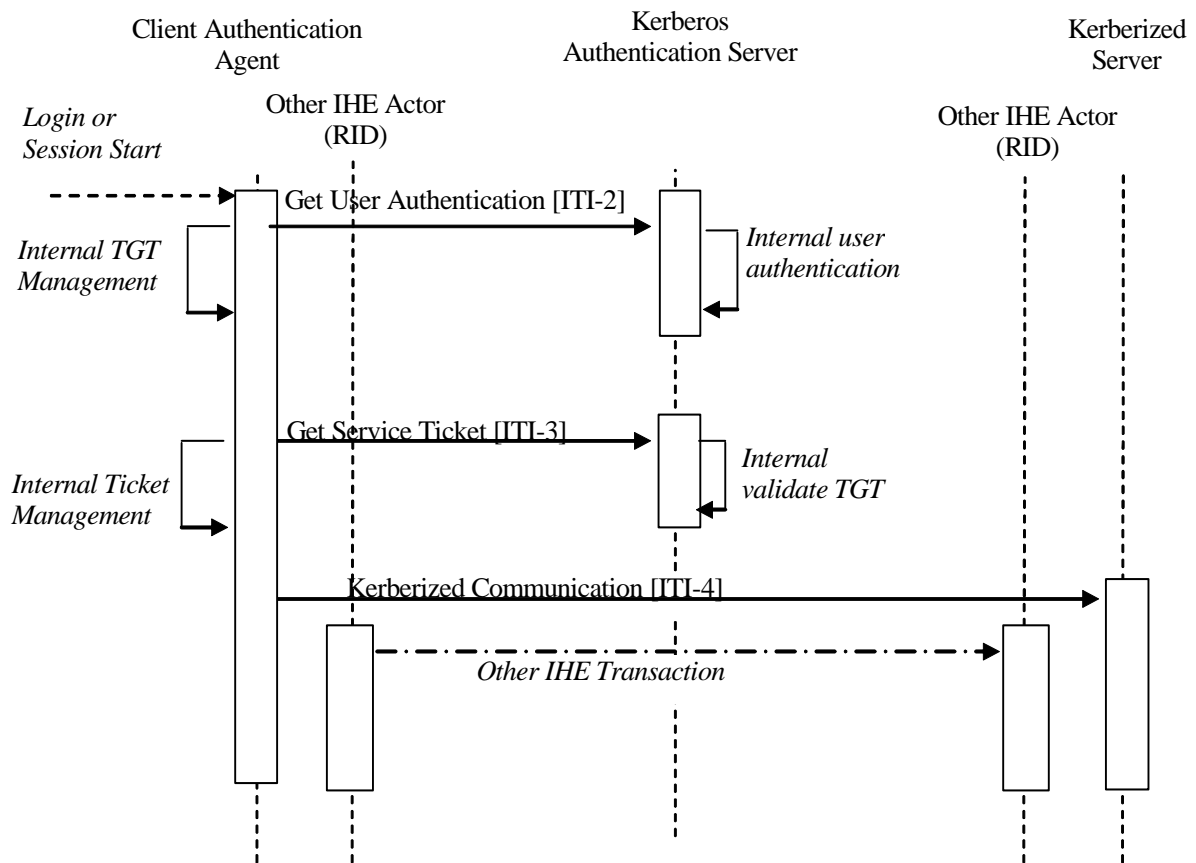 Client Authentication
Agent
Kerberos
Authentication Server
Kerberized
Server
Other IHE Actor
(RID)
Other IHE Actor
(RID)
Login or
Session Start
Get User Authentication [ITI-2]
Internal TGT
Management
Internal user
authentication
Get Service Ticket [ITI-3]
Internal Ticket
Management
Internal
validate TGT
Kerberized Communication [ITI-4]
Other IHE Transaction